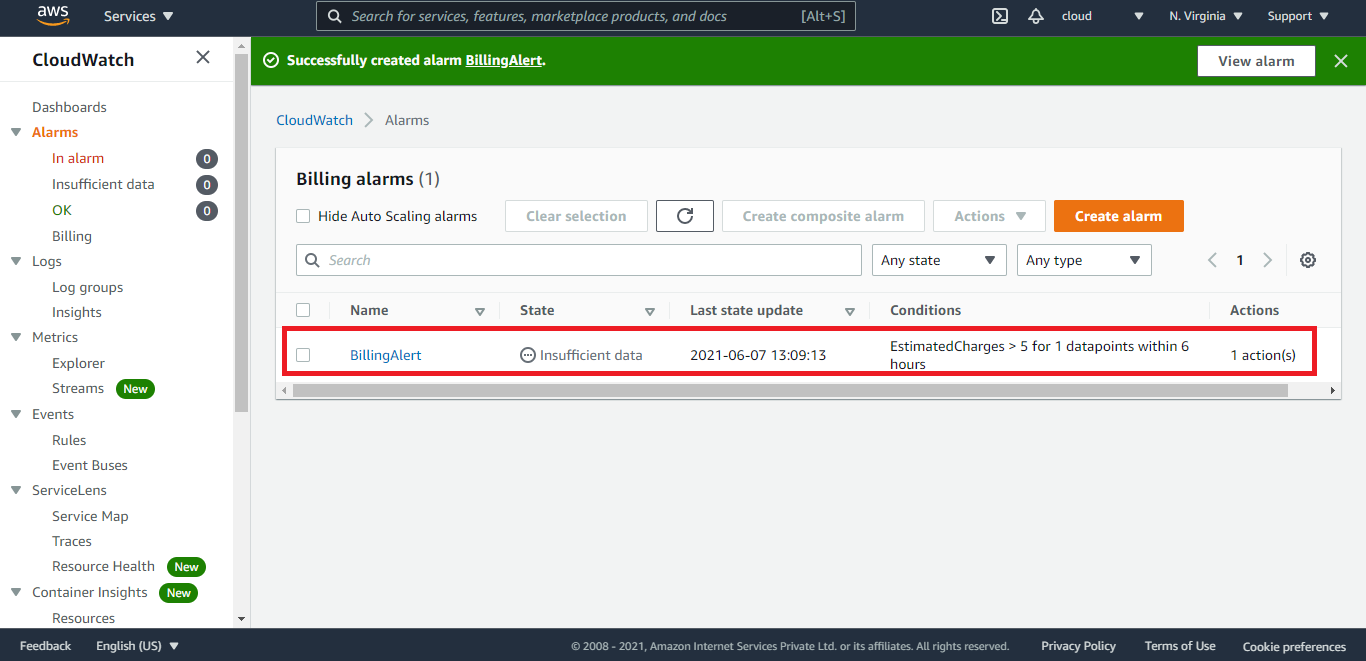 aws
Services
Search for services, features, marketplace products, and docs
[Alt+S]
cloud
N. Virginia
Support
CloudWatch
Dashboards
Alarms
In alarm
0
Insufficient data
0
OK
0
Billing
Logs
Log groups
Insights
Metrics
Explorer
Streams
New
Events
Rules
Event Buses
ServiceLens
Service Map
Traces
Resource Health
New
Container Insights
New
Resources
Successfully created alarm BillingAlert.
View alarm
CloudWatch
Alarms
Billing alarms (1)
Hide Auto Scaling alarms
Clear selection
Create composite alarm
Actions
Create alarm
Search
Any state
Any type
1
Name
State
Last state update
Conditions
Actions
BillingAlert
Insufficient data
2021-06-07 13:09:13
EstimatedCharges > 5 for 1 datapoints within 6
hours
1 action(s)
Feedback
English (US)
© 2008 - 2021, Amazon Internet Services Private Ltd. or its affiliates. All rights reserved.
Privacy Policy
Terms of Use
Cookie preferences